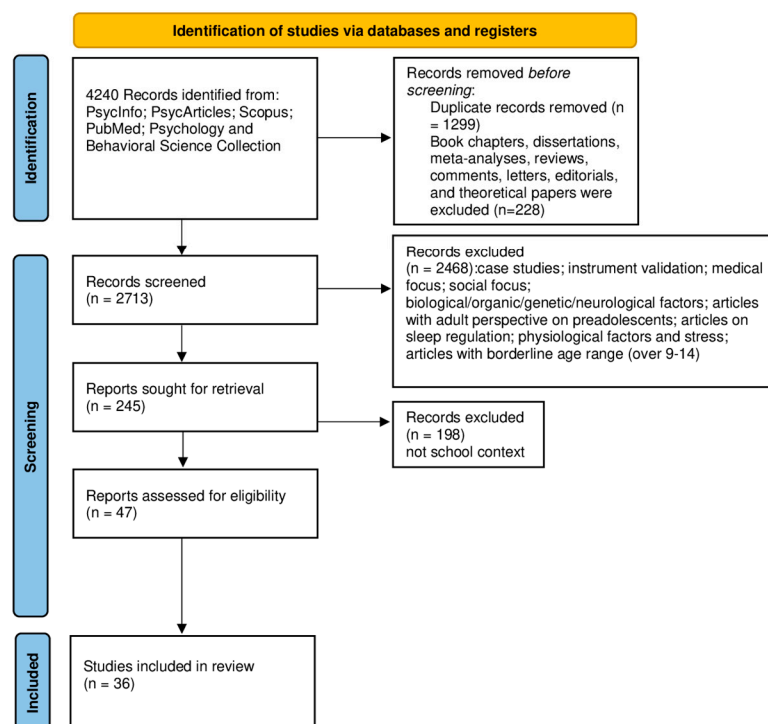 Identification of studies via databases and registers
Identification
4240 Records identified from:
PsycInfo; PsycArticles; Scopus;
PubMed; Psychology and
Behavioral Science Collection
Records removed before
screening:
Duplicate records removed (n
= 1299)
Book chapters, dissertations,
meta-analyses, reviews,
comments, letters, editorials,
and theoretical papers were
excluded (n=228)
Screening
Records screened
(n = 2713)
Records excluded
(n = 2468):case studies; instrument validation; medical
focus; social focus;
biological/organic/genetic/neurological factors; articles
with adult perspective on preadolescents; articles on
sleep regulation; physiological factors and stress;
articles with borderline age range (over 9-14)
Reports sought for retrieval
(n = 245)
Records excluded
(n = 198)
not school context
Reports assessed for eligibility
(n = 47)
Included
Studies included in review
(n = 36)